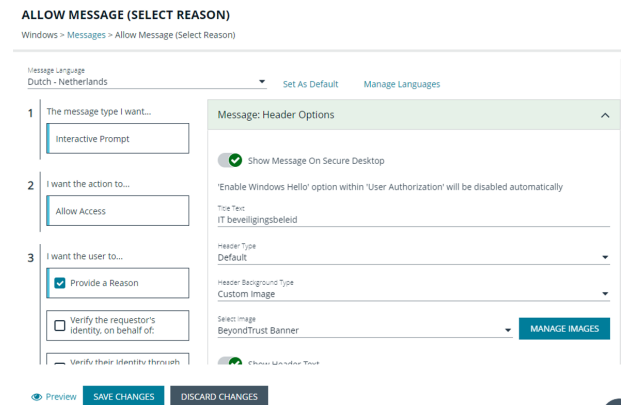 ALLOW MESSAGE (SELECT REASON)
Windows > Messages > Allow Message (Select Reason)
Message Language
Dutch - Netherlands
Set As Default
Manage Languages
1
The message type I want...
Interactive Prompt
2
I want the action to...
Allow Access
3
I want the user to...
Provide a Reason
Verify the requestor's
identity, on behalf of:
Verify their Identity through
Message: Header Options
Show Message On Secure Desktop
'Enable Windows Hello' option within 'User Authorization' will be disabled automatically
Title Text
IT beveiligingsbeleid
Header Type
Default
Header Background Type
Custom Image
Select Image
BeyondTrust Banner
MANAGE IMAGES
Show Header Text
Preview
SAVE CHANGES
DISCARD CHANGES